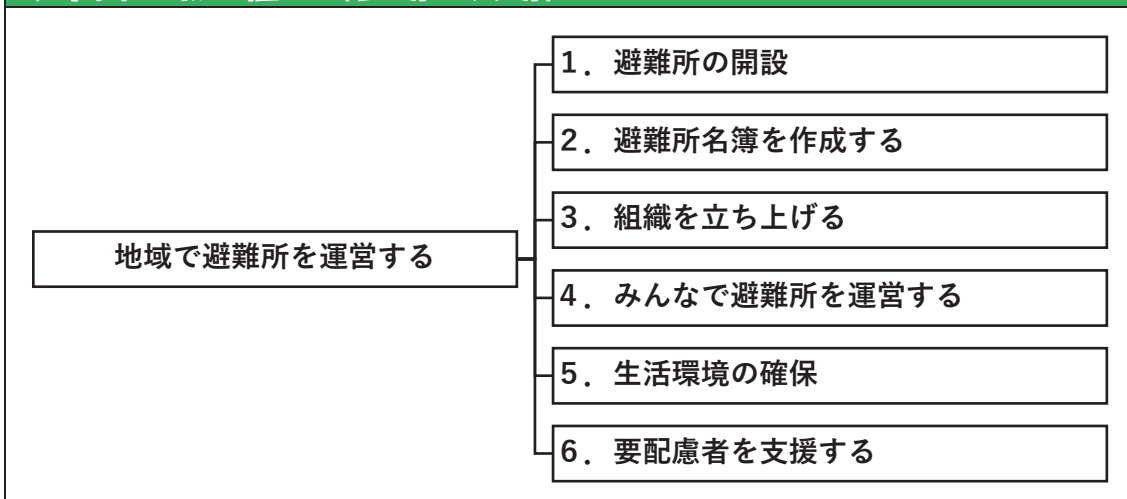 地域で避難所を運営する
1．避難所の開設
2．避難所名簿を作成する
3．組織を立ち上げる
4．みんなで避難所を運営する
5．生活環境の確保
6．要配慮者を支援する